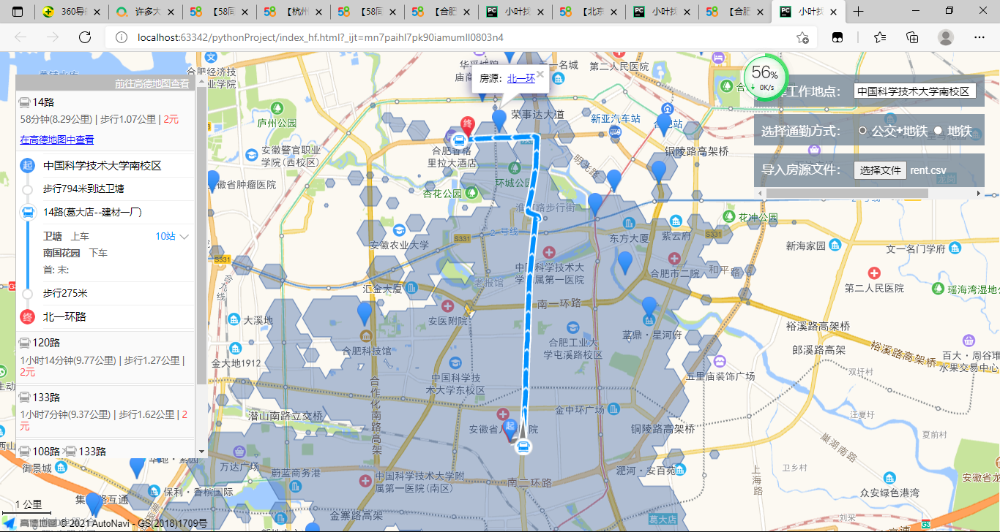 360导航
许多大
【58同
【杭州
【58同
【合肥
小叶找
【北京
小叶找
【合肥
小叶找
localhost:63342/pythonProject/index_hf.html?_ijt=mn7paihl7pk90iamumll0803n4
前往高德地图查看
14路
58分钟(8.29公里) | 步行1.07公里 | 2元
在高德地图中查看
起 中国科学技术大学南校区
步行794米到达卫塘
14路(葛大店--建材一厂)
卫塘 上车 10站
南国花园 下车
首: 末:
步行275米
终 北一环路
120路
1小时14分钟(9.77公里) | 步行1.27公里 |
2元
133路
1小时7分钟(9.37公里) | 步行1.62公里 | 2
元
108路 > 133路
房源：北一环 ×
56%
0K/s
工作地点：
中国科学技术大学南校区
选择通勤方式：
公交+地铁
地铁
导入房源文件：
选择文件 rent.csv
合肥经济技
业学院
庐州公园
安徽警官职业
学院(西校区)
省肿瘤医院
杏花公园
终
合肥香格
里拉大酒店
荣事达大道
新亚汽车站
第二人民医院
铜陵路高架桥
明光路
环城公园
淮河路步行街
2号线
S331
S331
S331
安徽农业大学
东方大厦
紫云府
花冲公园
新海家园
文一名门学府
中国科学技术大
学附属第一医院
合肥市二院
和平路
第二人民医院
瑶海湾湿地公
老报馆
汇金大厦
南一环路
安医附院
大溪地
金大地1912
合肥科技馆
合肥工业大
学屯溪路校区
蓝鼎·星河府
裕溪路高架桥
郎溪路高架
裕溪路高架桥
百大·周谷堆
水果交易中心
五里庙装饰广场
双圩村
中国科学技
术大学东校区
合作化南路高架
金中环广场
潜山南路立交桥
安徽省儿童医院
起
铜陵路高架桥
汪夏圩
夏前村
巢湖南路
卫乡村
上海路
御景城
华地·紫园
万达广场
蔚蓝商务港
中国科学技术大学附
属第一医院(南区)
南二环路
淝河·安百苑
众安绿色港湾
安徽省龙
保利·香槟国际
集贤路互通
金寨路高架
葛大店
刘采
G3
1 公里
高德地图 © 2021 AutoNavi - GS(2018)1709号